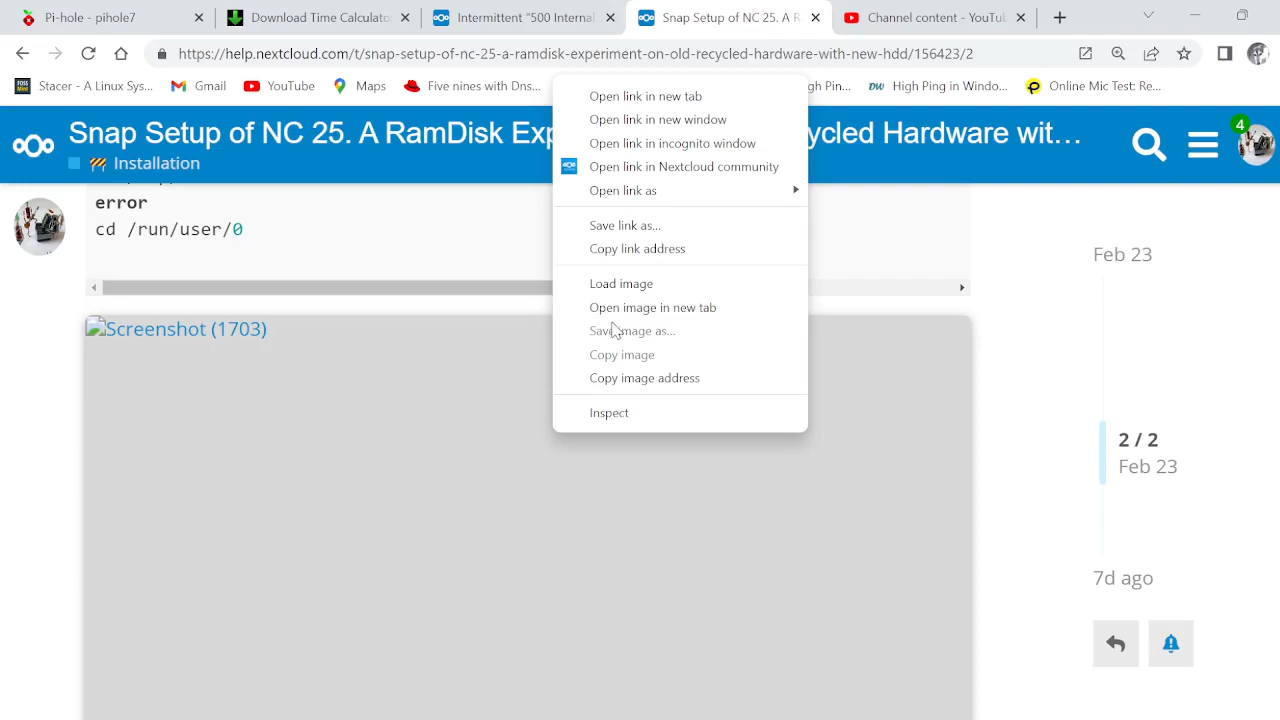 Pi-hole - pihole7
Download Time Calculato
Intermittent "500 Internal
Snap Setup of NC 25. A R
Channel content - YouTu
https://help.nextcloud.com/t/snap-setup-of-nc-25-a-ramdisk-experiment-on-old-recycled-hardware-with-new-hdd/156423/2
FOSS Mint
Stacer - A Linux Sys...
Gmail
YouTube
Maps
Five nines with Dns...
gh Pin...
DW
High Ping in Windo...
Online Mic Test: Re...
Snap Setup of NC 25. A RamDisk Exp
ycled Hardware wit...
Installation
4
error
cd /run/user/0
Screenshot (1703)
Open link in new tab
Open link in new window
Open link in incognito window
Open link in Nextcloud community
Open link as
Save link as...
Copy link address
Load image
Open image in new tab
Save image as...
Copy image
Copy image address
Inspect
Feb 23
2 / 2
Feb 23
7d ago